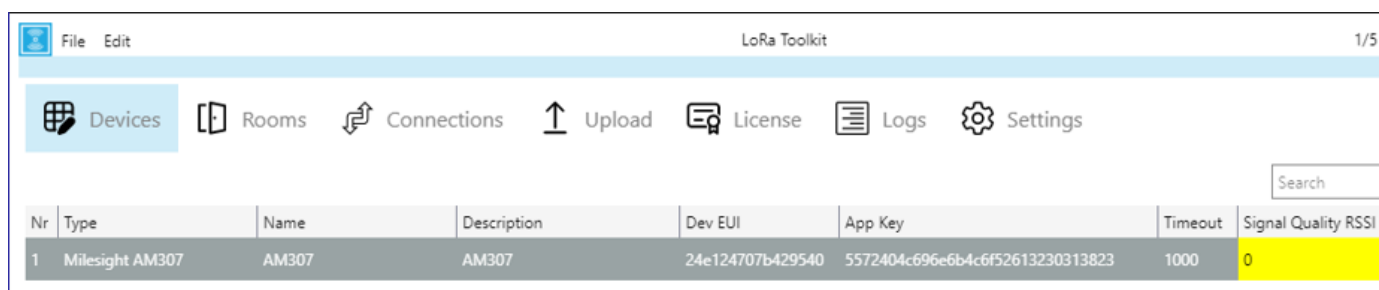 File Edit LoRa Toolkit 1/5
Devices Rooms Connections Upload License Logs Settings
Search
Nr Type Name Description Dev EUI App Key Timeout Signal Quality RSSI
1 Milesight AM307 AM307 AM307 24e124707b429540 5572404c696e6b4c6f52613230313823 1000 0